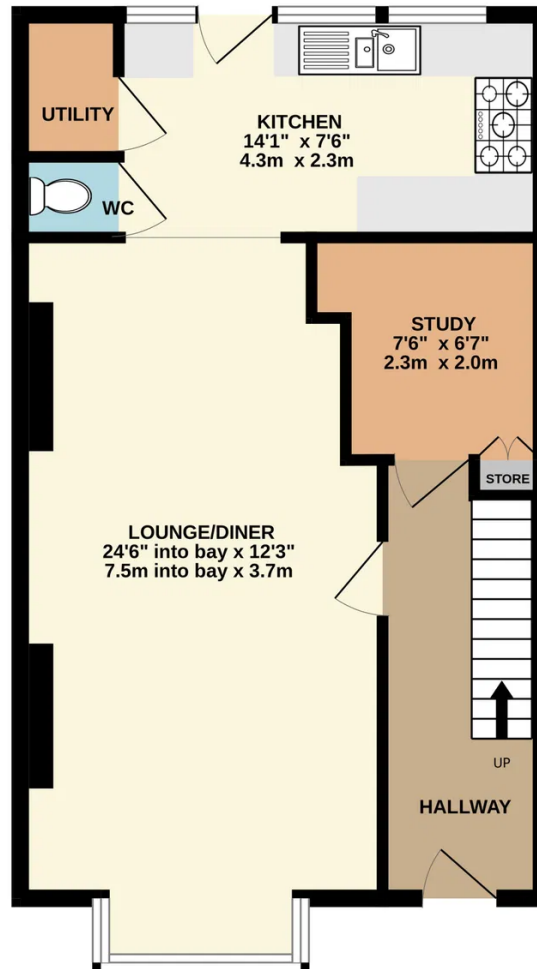 UTILITY
KITCHEN
14'1" x 7'6"
4.3m x 2.3m
WC
STUDY
7'6" x 6'7"
2.3m x 2.0m
STORE
LOUNGE/DINER
24'6" into bay x 12'3"
7.5m into bay x 3.7m
UP
HALLWAY